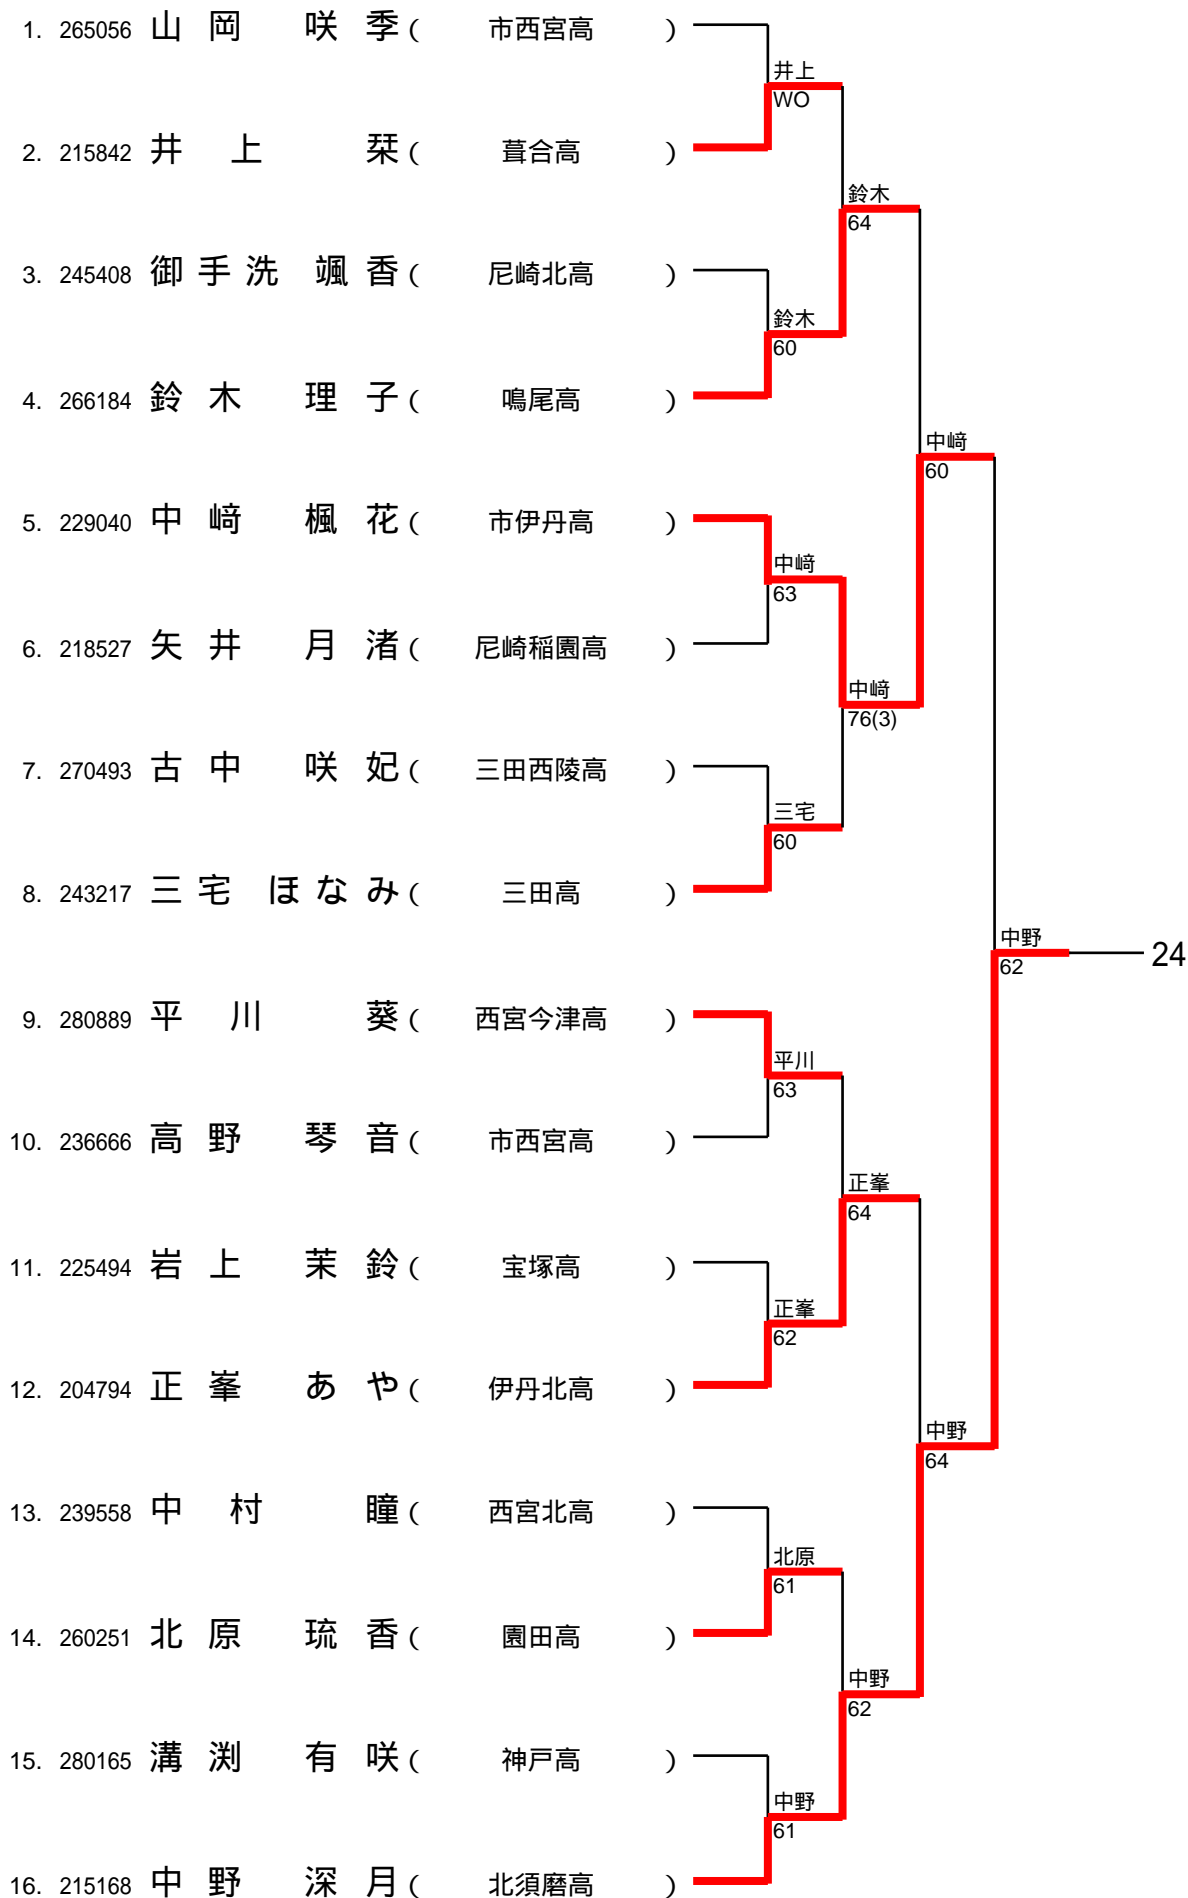 1. 265056 山岡 咲季 ( 市西宮高 )
井上
WO
2. 215842 井上 栞 ( 葺合高 )
鈴木
64
3. 245408 御手洗 颯香 ( 尼崎北高 )
鈴木
60
4. 266184 鈴木 理子 ( 鳴尾高 )
中﨑
60
5. 229040 中﨑 楓花 ( 市伊丹高 )
中﨑
63
6. 218527 矢井 月渚 ( 尼崎稲園高 )
中﨑
76(3)
7. 270493 古中 咲妃 ( 三田西陵高 )
三宅
60
8. 243217 三宅 ほなみ ( 三田高 )
中野
62
24
9. 280889 平川 葵 ( 西宮今津高 )
平川
63
10. 236666 高野 琴音 ( 市西宮高 )
正峯
64
11. 225494 岩上 茉鈴 ( 宝塚高 )
正峯
62
12. 204794 正峯 あや ( 伊丹北高 )
中野
64
13. 239558 中村 瞳 ( 西宮北高 )
北原
61
14. 260251 北原 琉香 ( 園田高 )
中野
62
15. 280165 溝渕 有咲 ( 神戸高 )
中野
61
16. 215168 中野 深月 ( 北須磨高 )